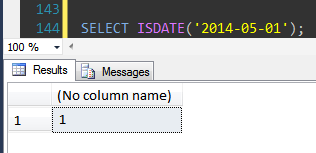 143
144 SELECT ISDATE('2014-05-01');
100 %
Results Messages
(No column name)
1 1